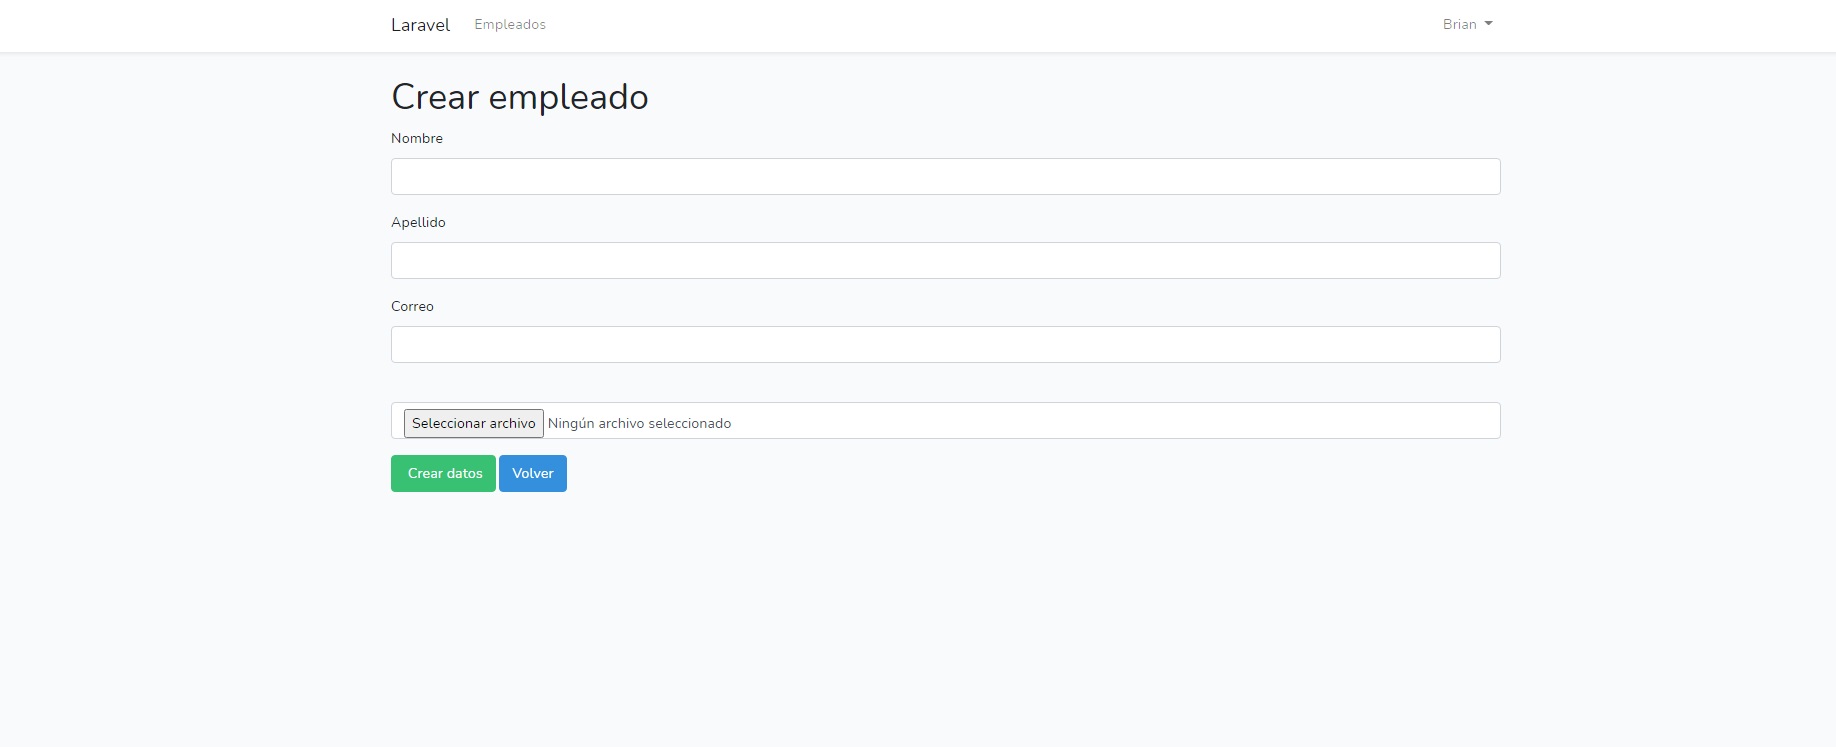 Laravel Empleados Brian
Crear empleado
Nombre
Apellido
Correo
Seleccionar archivo Ningún archivo seleccionado
Crear datos Volver